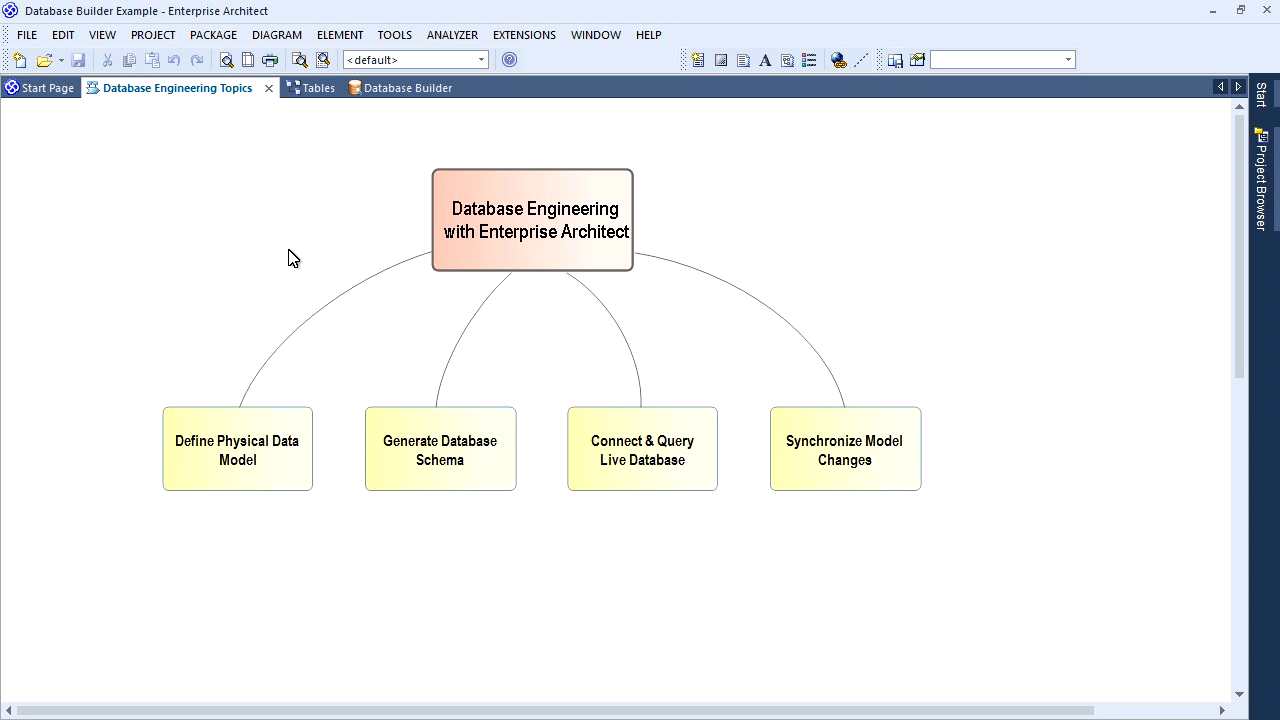 Database Builder Example - Enterprise Architect
FILE EDIT VIEW PROJECT PACKAGE DIAGRAM ELEMENT TOOLS ANALYZER EXTENSIONS WINDOW HELP
<default>
Start Page Database Engineering Topics Tables Database Builder
Start
Project Browser
Database Engineering
with Enterprise Architect
Define Physical Data
Model
Generate Database
Schema
Connect & Query
Live Database
Synchronize Model
Changes